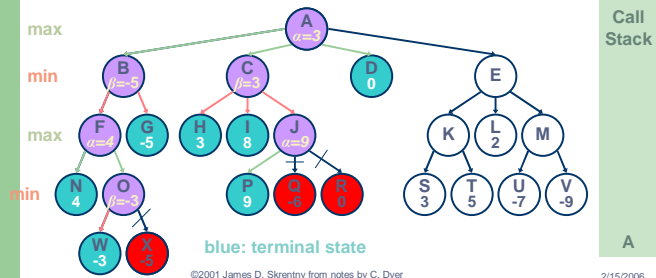 max
A
α=3
Call
Stack
min
B
β=-5
C
β=3
D
0
E
max
F
α=4
G
-5
H
3
I
8
J
α=9
K
L
2
M
min
N
4
O
β=-3
P
9
Q
-6
R
0
S
3
T
5
U
-7
V
-9
W
-3
X
-5
blue: terminal state
A
©2001 James D. Skrentny from notes by C. Dyer
2/15/2006